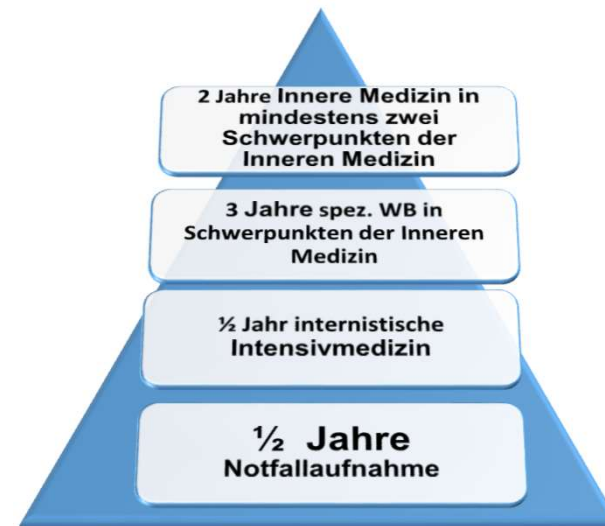 2 Jahre Innere Medizin in
mindestens zwei
Schwerpunkten der
Inneren Medizin
3 Jahre spez. WB in
Schwerpunkten der Inneren
Medizin
½ Jahr internistische
Intensivmedizin
½ Jahre
Notfallaufnahme